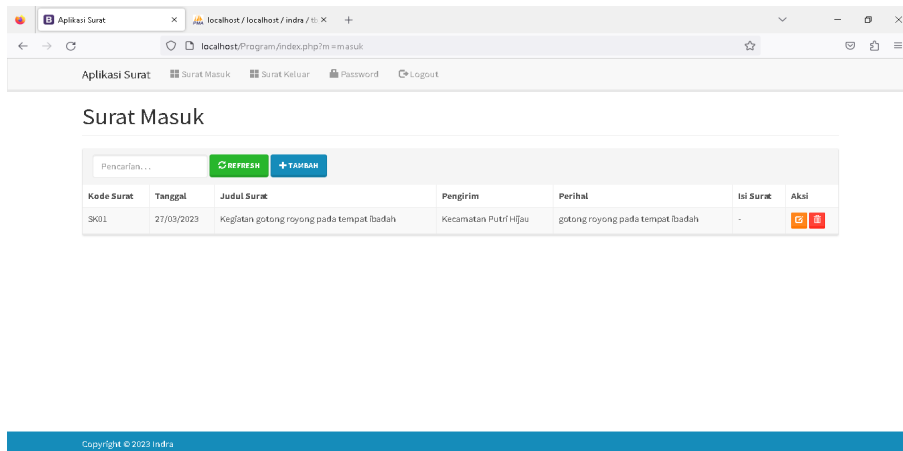 Aplikasi Surat
localhost / localhost / indra / tb
localhost/Program/index.php?m=masuk
Aplikasi Surat Surat Masuk Surat Keluar Password Logout
Surat Masuk
Pencarian... REFRESH TAMBAH
Kode Surat Tanggal Judul Surat Pengirim Perihal Isi Surat Aksi
SK01 27/03/2023 Kegiatan gotong royong pada tempat ibadah Kecamatan Putri Hijau gotong royong pada tempat ibadah -
Copyright © 2023 Indra